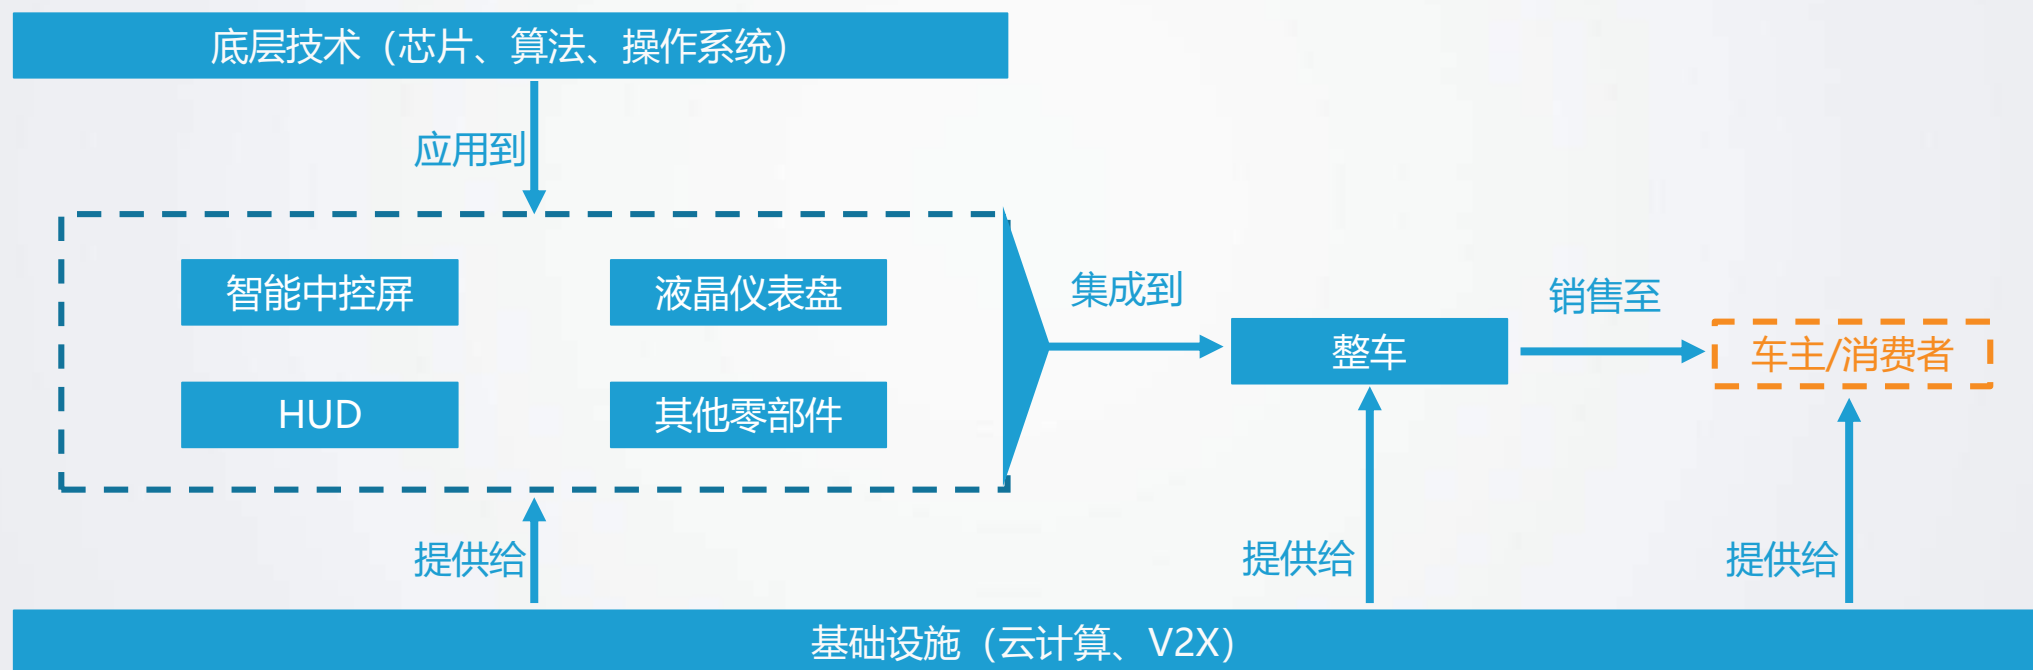 底层技术（芯片、算法、操作系统）
应用到
智能中控屏
液晶仪表盘
HUD
其他零部件
集成到
整车
销售至
车主/消费者
提供给
提供给
提供给
基础设施（云计算、V2X）